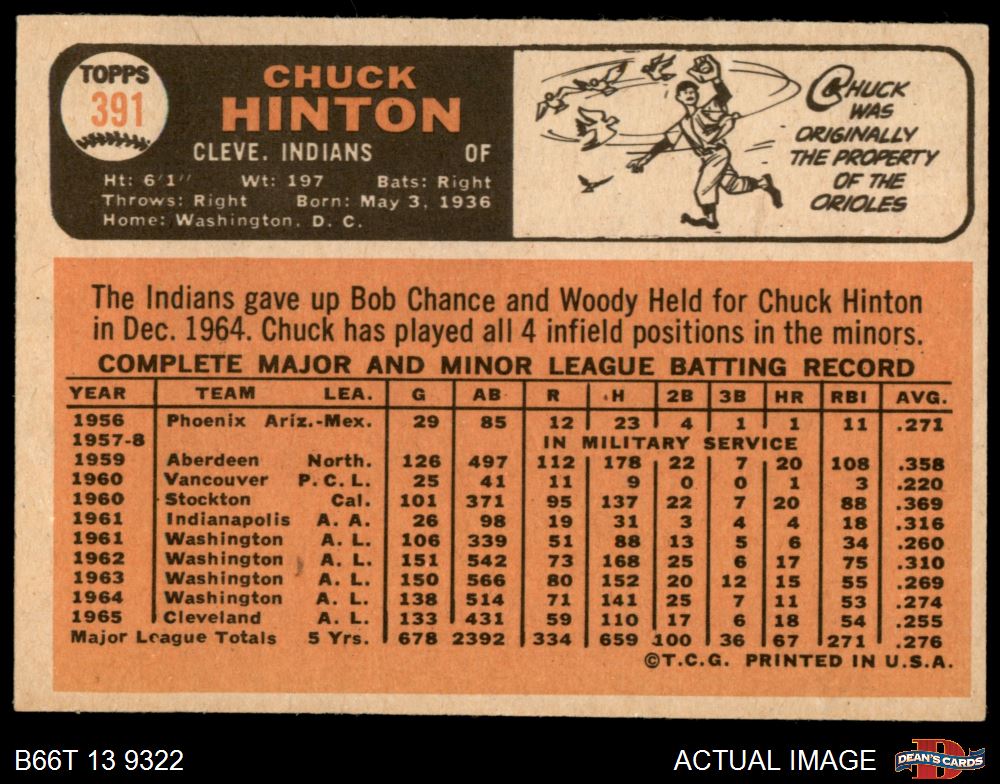 TOPPS
391
CHUCK
HINTON
CLEVE. INDIANS OF
Ht: 6'1" Wt: 197 Bats: Right
Throws: Right Born: May 3, 1936
Home: Washington, D. C.
CHUCK
WAS
ORIGINALLY
THE PROPERTY
OF THE
ORIOLES
The Indians gave up Bob Chance and Woody Held for Chuck Hinton
in Dec. 1964. Chuck has played all 4 infield positions in the minors.
COMPLETE MAJOR AND MINOR LEAGUE BATTING RECORD
YEAR TEAM LEA. G AB R H 2B 3B HR RBI AVG.
1956 Phoenix Ariz.-Mex. 29 85 12 23 4 1 1 11 .271
1957-8 IN MILITARY SERVICE
1959 Aberdeen North. 126 497 112 178 22 7 20 108 .358
1960 Vancouver P.C.L. 25 41 11 9 0 0 1 3 .220
1960 Stockton Cal. 101 371 95 137 22 7 20 88 .369
1961 Indianapolis A. A. 26 98 19 31 3 4 4 18 .316
1961 Washington A. L. 106 339 51 88 13 5 6 34 .260
1962 Washington A. L. 151 542 73 168 25 6 17 75 .310
1963 Washington A. L. 150 566 80 152 20 12 15 55 .269
1964 Washington A. L. 138 514 71 141 25 7 11 53 .274
1965 Cleveland A. L. 133 431 59 110 17 6 18 54 .255
Major League Totals 5 Yrs. 678 2392 334 659 100 36 67 271 .276
©T.C.G. PRINTED IN U.S.A.
B66T 13 9322 ACTUAL IMAGE DEAN'S CARDS